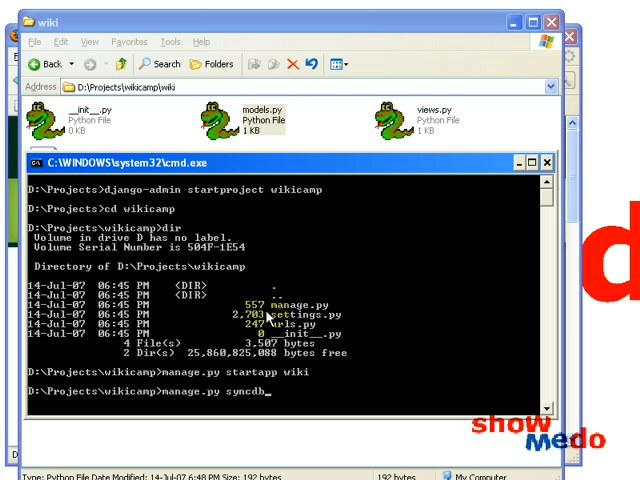 wiki
File Edit View Favorites Tools Help
Back Search Folders
Address D:\Projects\wikicamp\wiki
__init__.py
Python File
0 KB
models.py
Python File
1 KB
views.py
Python File
1 KB
C:\WINDOWS\system32\cmd.exe
D:\Projects>django-admin startproject wikicamp
D:\Projects>cd wikicamp
D:\Projects\wikicamp>dir
Volume in drive D has no label.
Volume Serial Number is 504F-1E54
Directory of D:\Projects\wikicamp
14-Jul-07 06:45 PM <DIR> .
14-Jul-07 06:45 PM <DIR> ..
14-Jul-07 06:45 PM 557 manage.py
14-Jul-07 06:45 PM 2,703 settings.py
14-Jul-07 06:45 PM 247 urls.py
14-Jul-07 06:45 PM 0 __init__.py
4 File(s) 3,507 bytes
2 Dir(s) 25,860,825,088 bytes free
D:\Projects\wikicamp>manage.py startapp wiki
D:\Projects\wikicamp>manage.py syncdb_
show
medo
d
Type: Python File Date Modified: 14-Jul-07 6:48 PM Size: 192 bytes 192 bytes My Computer